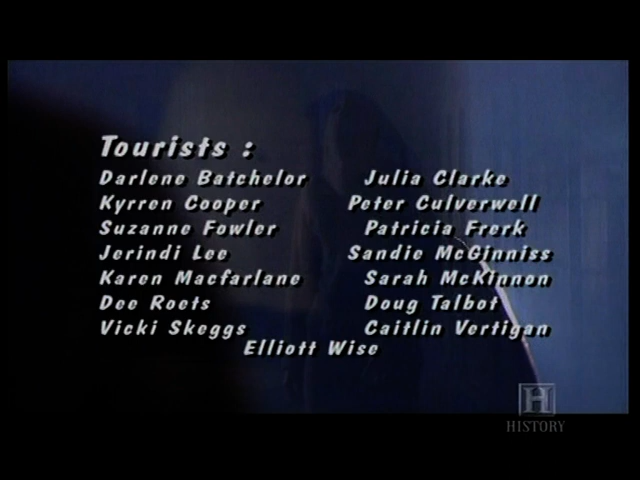 Tourists :
Darlene Batchelor Julia Clarke
Kyrren Cooper Peter Culverwell
Suzanne Fowler Patricia Frerk
Jerindi Lee Sandie McGinniss
Karen Macfarlane Sarah McKinnon
Dee Roets Doug Talbot
Vicki Skeggs Caitlin Vertigan
Elliott Wise
H
HISTORY